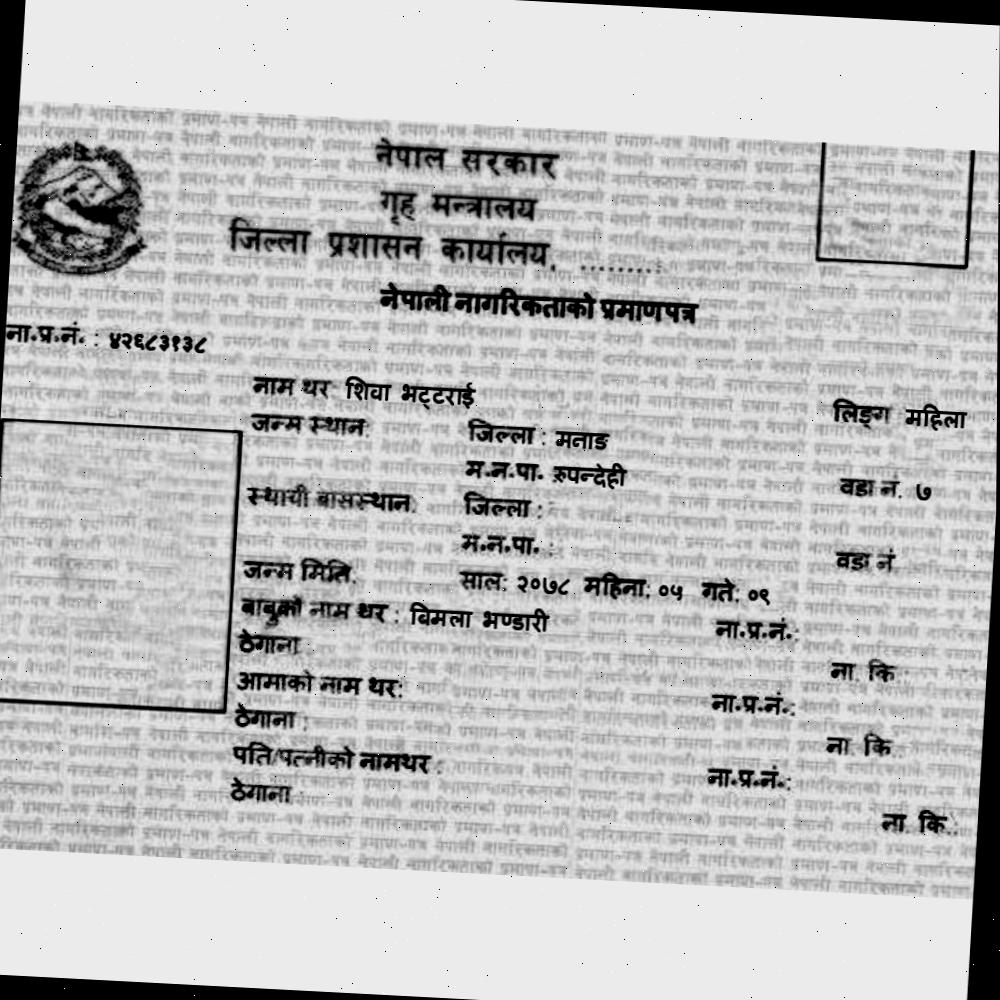 नेपाल सरकार
गृह मन्त्रालय
जिल्ला प्रशासन कार्यालय, .........
नेपाली नागरिकताको प्रमाणपत्र
ना.प्र.नं. : ४२६८३१३८
नाम थर शिवा भट्टराई लिङ्ग महिला
जन्म स्थान: जिल्ला : मनाङ
म.न.पा. रुपन्देही वडा नं. ७
स्थायी बासस्थान: जिल्ला :
म.न.पा. : वडा नं.
जन्म मिति: साल: २०७८ महिना: ०५ गते: ०९
बाबुको नाम थर : बिमला भण्डारी ना.प्र.नं.:
ठेगाना : ना. कि.:
आमाको नाम थर: ना.प्र.नं.:
ठेगाना : ना. कि.:
पति/पत्नीको नामथर : ना.प्र.नं.:
ठेगाना : ना. कि.: